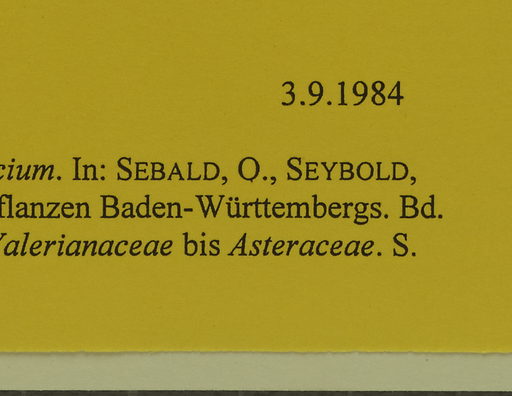 3.9.1984
cium. In: SEBALD, O., SEYBOLD,
flanzen Baden-Württembergs. Bd.
Valerianaceae bis Asteraceae. S.